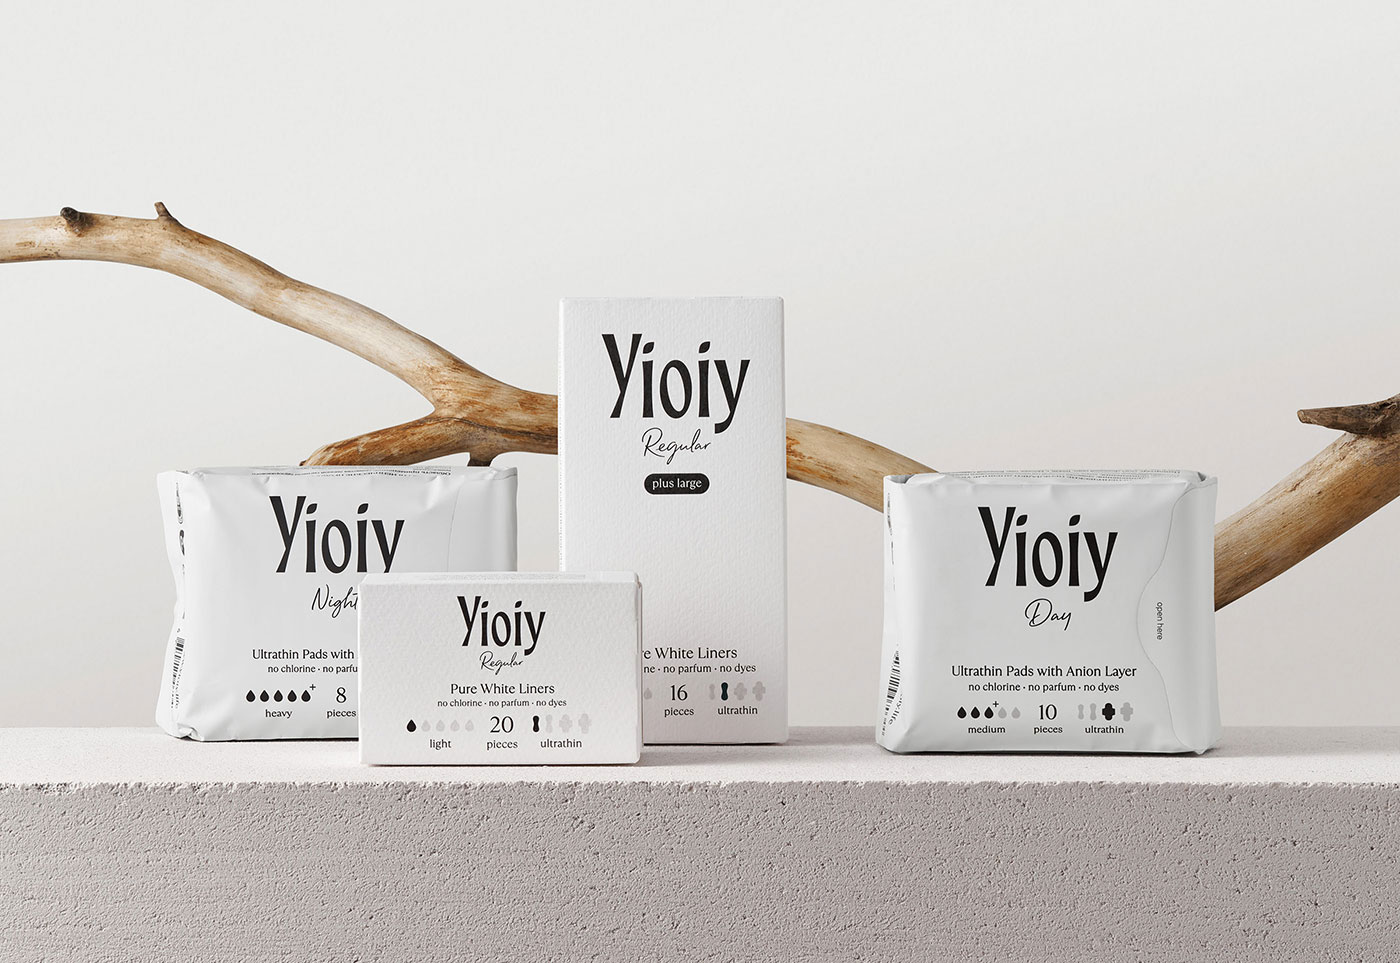 Yioiy
Night
Ultrathin Pads with
no chlorine · no parfu
heavy
8
pieces
Yioiy
Regular
Pure White Liners
no chlorine · no parfum · no dyes
light
20
pieces
ultrathin
Yioiy
Regular
plus large
re White Liners
ne · no parfum · no dyes
16
pieces
ultrathin
Yioiy
Day
open here
Ultrathin Pads with Anion Layer
no chlorine · no parfum · no dyes
medium
10
pieces
ultrathin